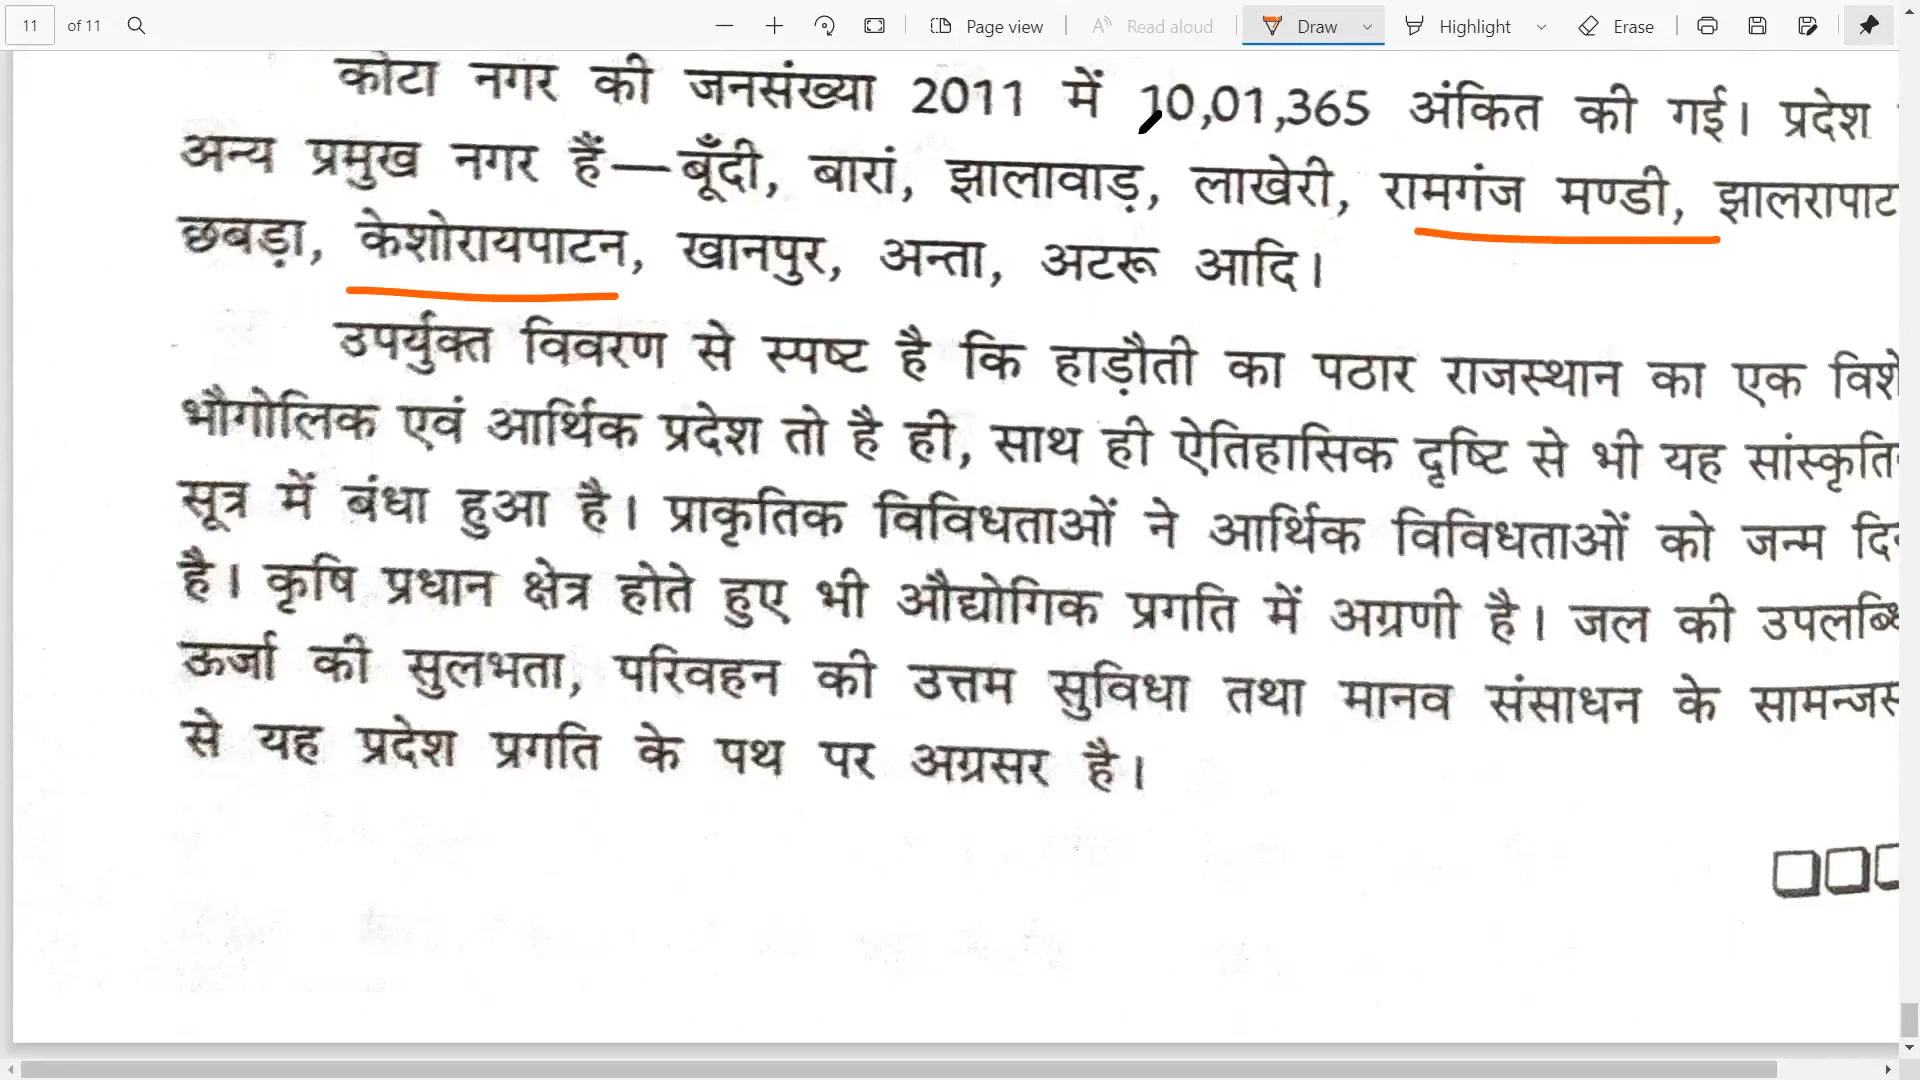 11 of 11 Page view Read aloud Draw Highlight Erase
कोटा नगर की जनसंख्या 2011 में 10,01,365 अंकित की गई। प्रदेश
अन्य प्रमुख नगर हैं—बूँदी, बारां, झालावाड़, लाखेरी, रामगंज मण्डी, झालरापाट
छबड़ा, केशोरायपाटन, खानपुर, अन्ता, अटरू आदि।
उपर्युक्त विवरण से स्पष्ट है कि हाड़ौती का पठार राजस्थान का एक विशे
भौगोलिक एवं आर्थिक प्रदेश तो है ही, साथ ही ऐतिहासिक दृष्टि से भी यह सांस्कृति
सूत्र में बंधा हुआ है। प्राकृतिक विविधताओं ने आर्थिक विविधताओं को जन्म दि
है। कृषि प्रधान क्षेत्र होते हुए भी औद्योगिक प्रगति में अग्रणी है। जल की उपलब्धि
ऊर्जा की सुलभता, परिवहन की उत्तम सुविधा तथा मानव संसाधन के सामन्जस
से यह प्रदेश प्रगति के पथ पर अग्रसर है।